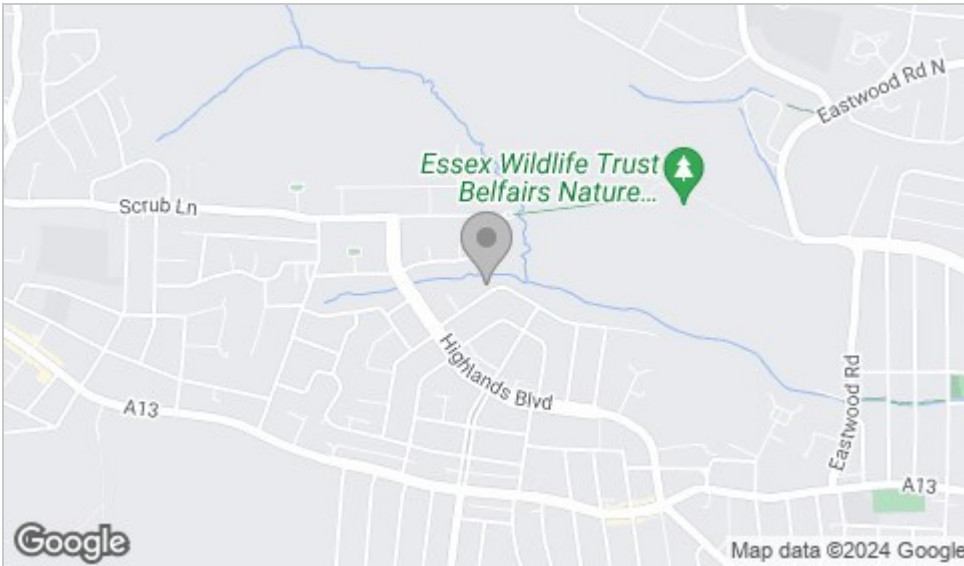 Eastwood Rd N
Essex Wildlife Trust
Belfairs Nature...
Scrub Ln
Highlands Blvd
Eastwood Rd
A13
A13
Google
Map data ©2024 Google